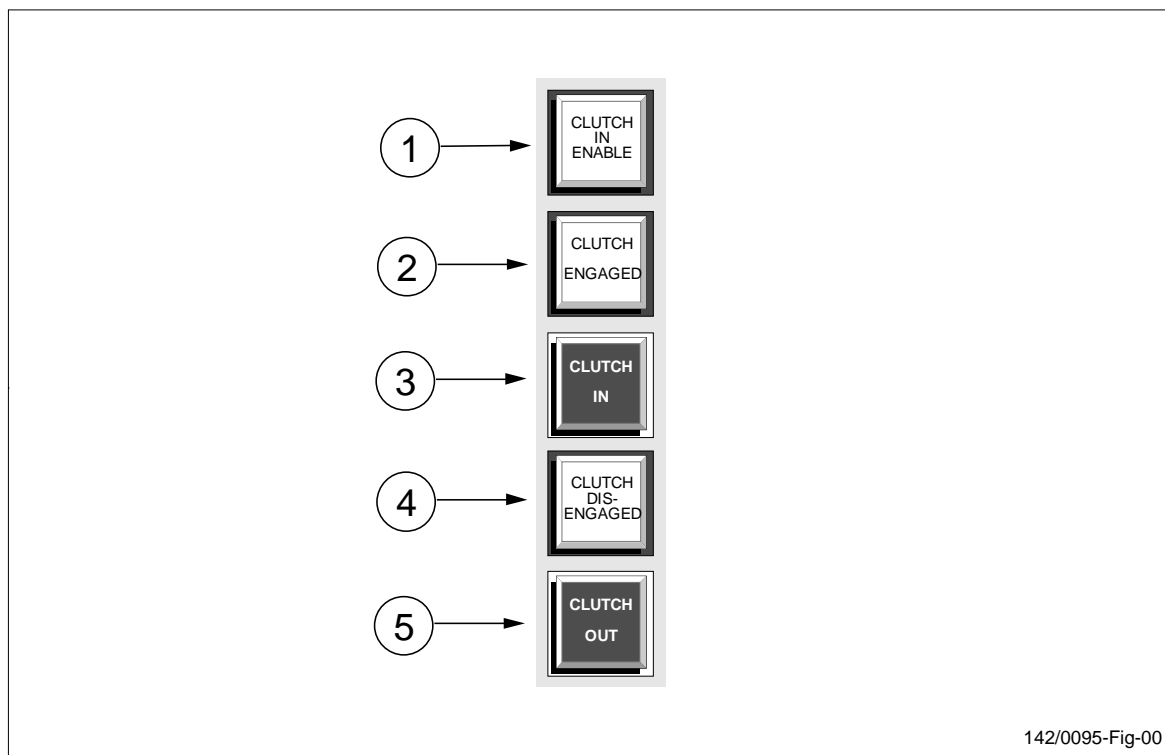 1
CLUTCH
IN
ENABLE
2
CLUTCH
ENGAGED
3
CLUTCH
IN
4
CLUTCH
DIS-
ENGAGED
5
CLUTCH
OUT
142/0095-Fig-00